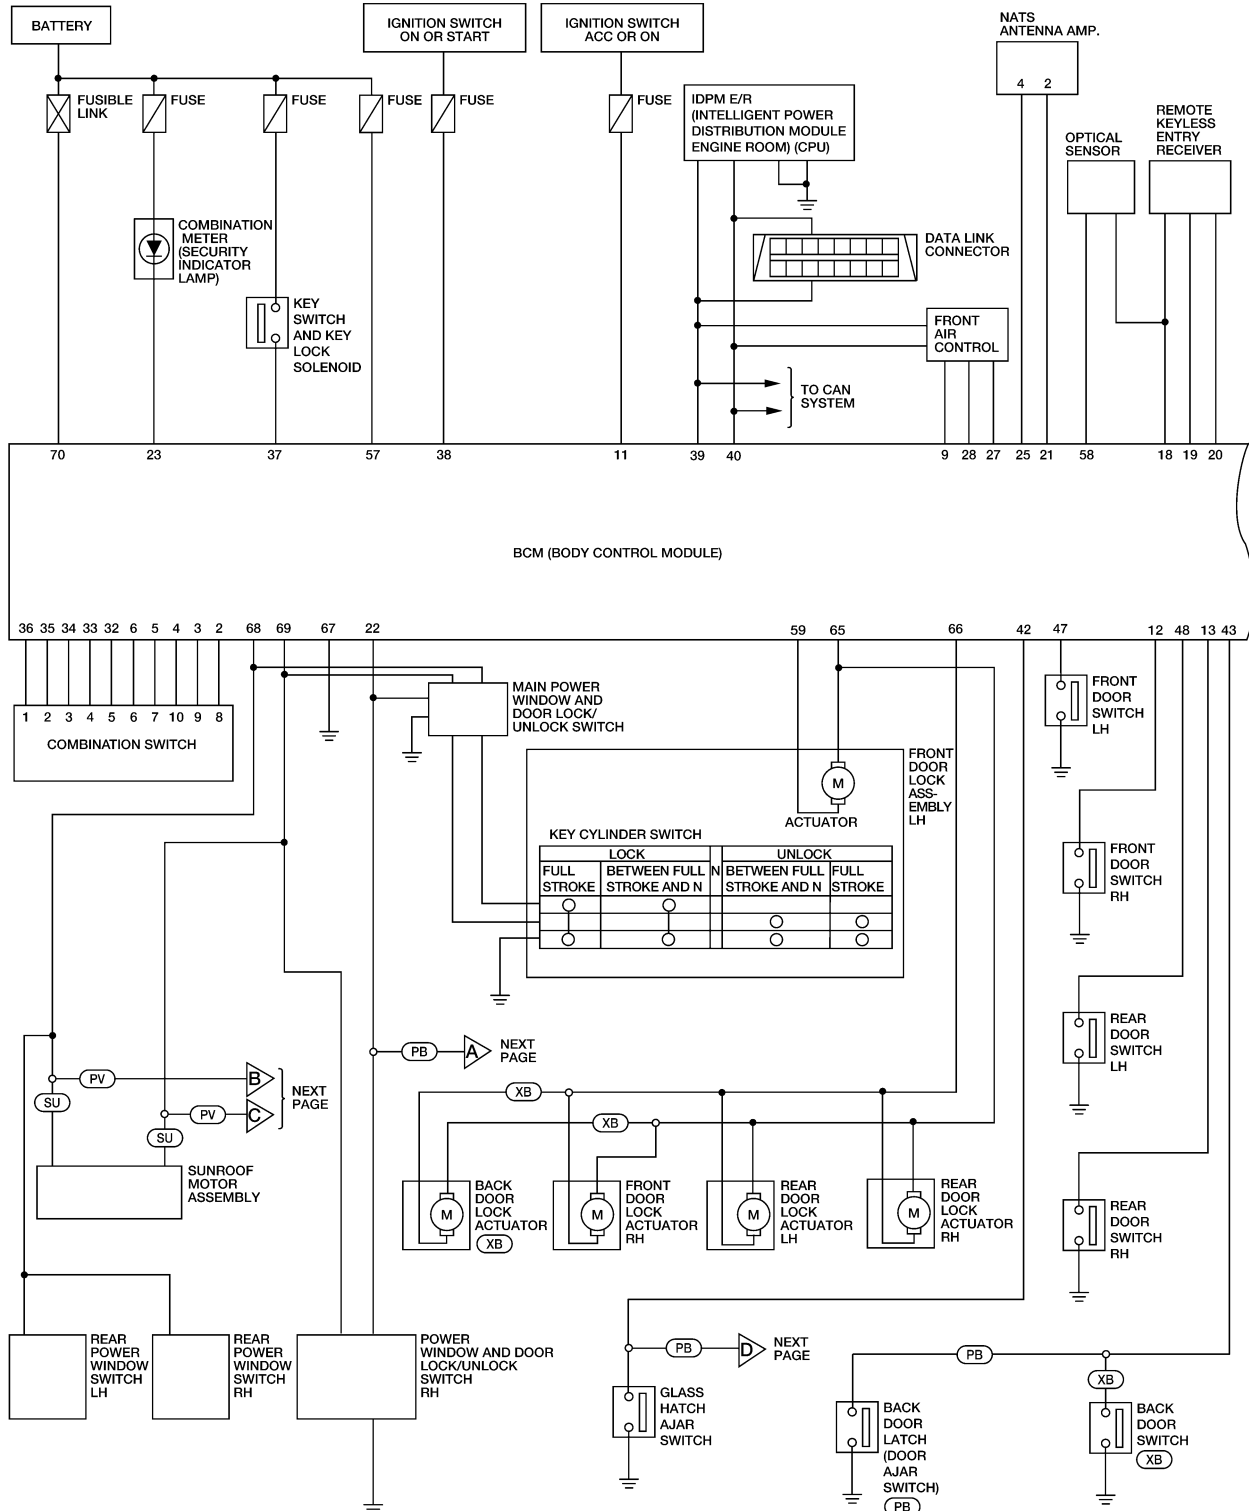 BATTERY
IGNITION SWITCH
ON OR START
IGNITION SWITCH
ACC OR ON
NATS
ANTENNA AMP.
4 2
FUSIBLE
LINK
FUSE
FUSE
FUSE
FUSE
FUSE
IDPM E/R
(INTELLIGENT POWER
DISTRIBUTION MODULE
ENGINE ROOM) (CPU)
OPTICAL
SENSOR
REMOTE
KEYLESS
ENTRY
RECEIVER
COMBINATION
METER
(SECURITY
INDICATOR
LAMP)
DATA LINK
CONNECTOR
KEY
SWITCH
AND KEY
LOCK
SOLENOID
FRONT
AIR
CONTROL
TO CAN
SYSTEM
70 23 37 57 38 11 39 40 9 28 27 25 21 58 18 19 20
BCM (BODY CONTROL MODULE)
36 35 34 33 32 6 5 4 3 2 68 69 67 22 59 65 66 42 47 12 48 13 43
1 2 3 4 5 6 7 10 9 8
COMBINATION SWITCH
MAIN POWER
WINDOW AND
DOOR LOCK/
UNLOCK SWITCH
FRONT
DOOR
SWITCH
LH
M
ACTUATOR
FRONT
DOOR
LOCK
ASS-
EMBLY
LH
KEY CYLINDER SWITCH
LOCK
UNLOCK
FULL
STROKE
BETWEEN FULL
STROKE AND N
N
BETWEEN FULL
STROKE AND N
FULL
STROKE
FRONT
DOOR
SWITCH
RH
REAR
DOOR
SWITCH
LH
PB
A
NEXT
PAGE
PV
B
SU
PV
C
NEXT
PAGE
SU
XB
XB
SUNROOF
MOTOR
ASSEMBLY
M
BACK
DOOR
LOCK
ACTUATOR
XB
M
FRONT
DOOR
LOCK
ACTUATOR
RH
M
REAR
DOOR
LOCK
ACTUATOR
LH
M
REAR
DOOR
LOCK
ACTUATOR
RH
REAR
DOOR
SWITCH
RH
REAR
POWER
WINDOW
SWITCH
LH
REAR
POWER
WINDOW
SWITCH
RH
POWER
WINDOW AND DOOR
LOCK/UNLOCK
SWITCH
RH
PB
D
NEXT
PAGE
PB
XB
GLASS
HATCH
AJAR
SWITCH
BACK
DOOR
LATCH
(DOOR
AJAR
SWITCH)
PB
BACK
DOOR
SWITCH
XB